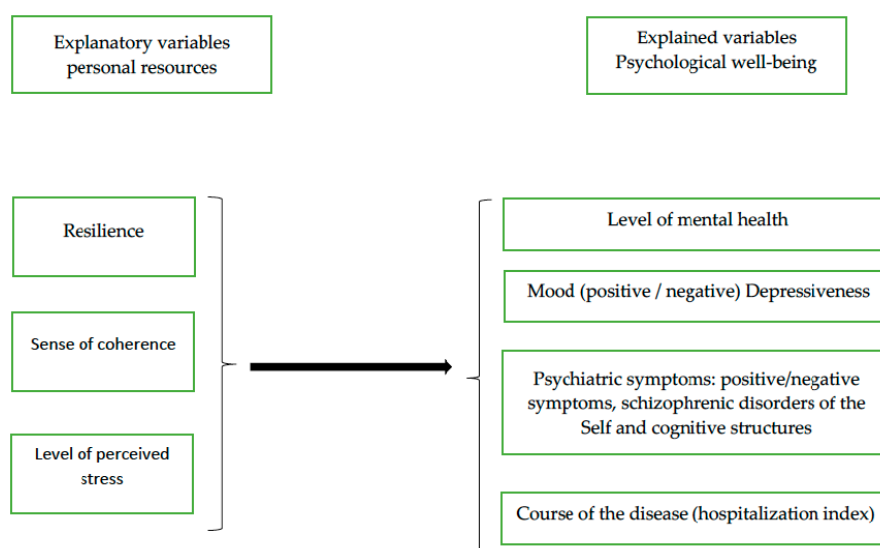 Explanatory variables
personal resources
Explained variables
Psychological well-being
Resilience
Sense of coherence
Level of perceived
stress
Level of mental health
Mood (positive / negative) Depressiveness
Psychiatric symptoms: positive/negative
symptoms, schizophrenic disorders of the
Self and cognitive structures
Course of the disease (hospitalization index)